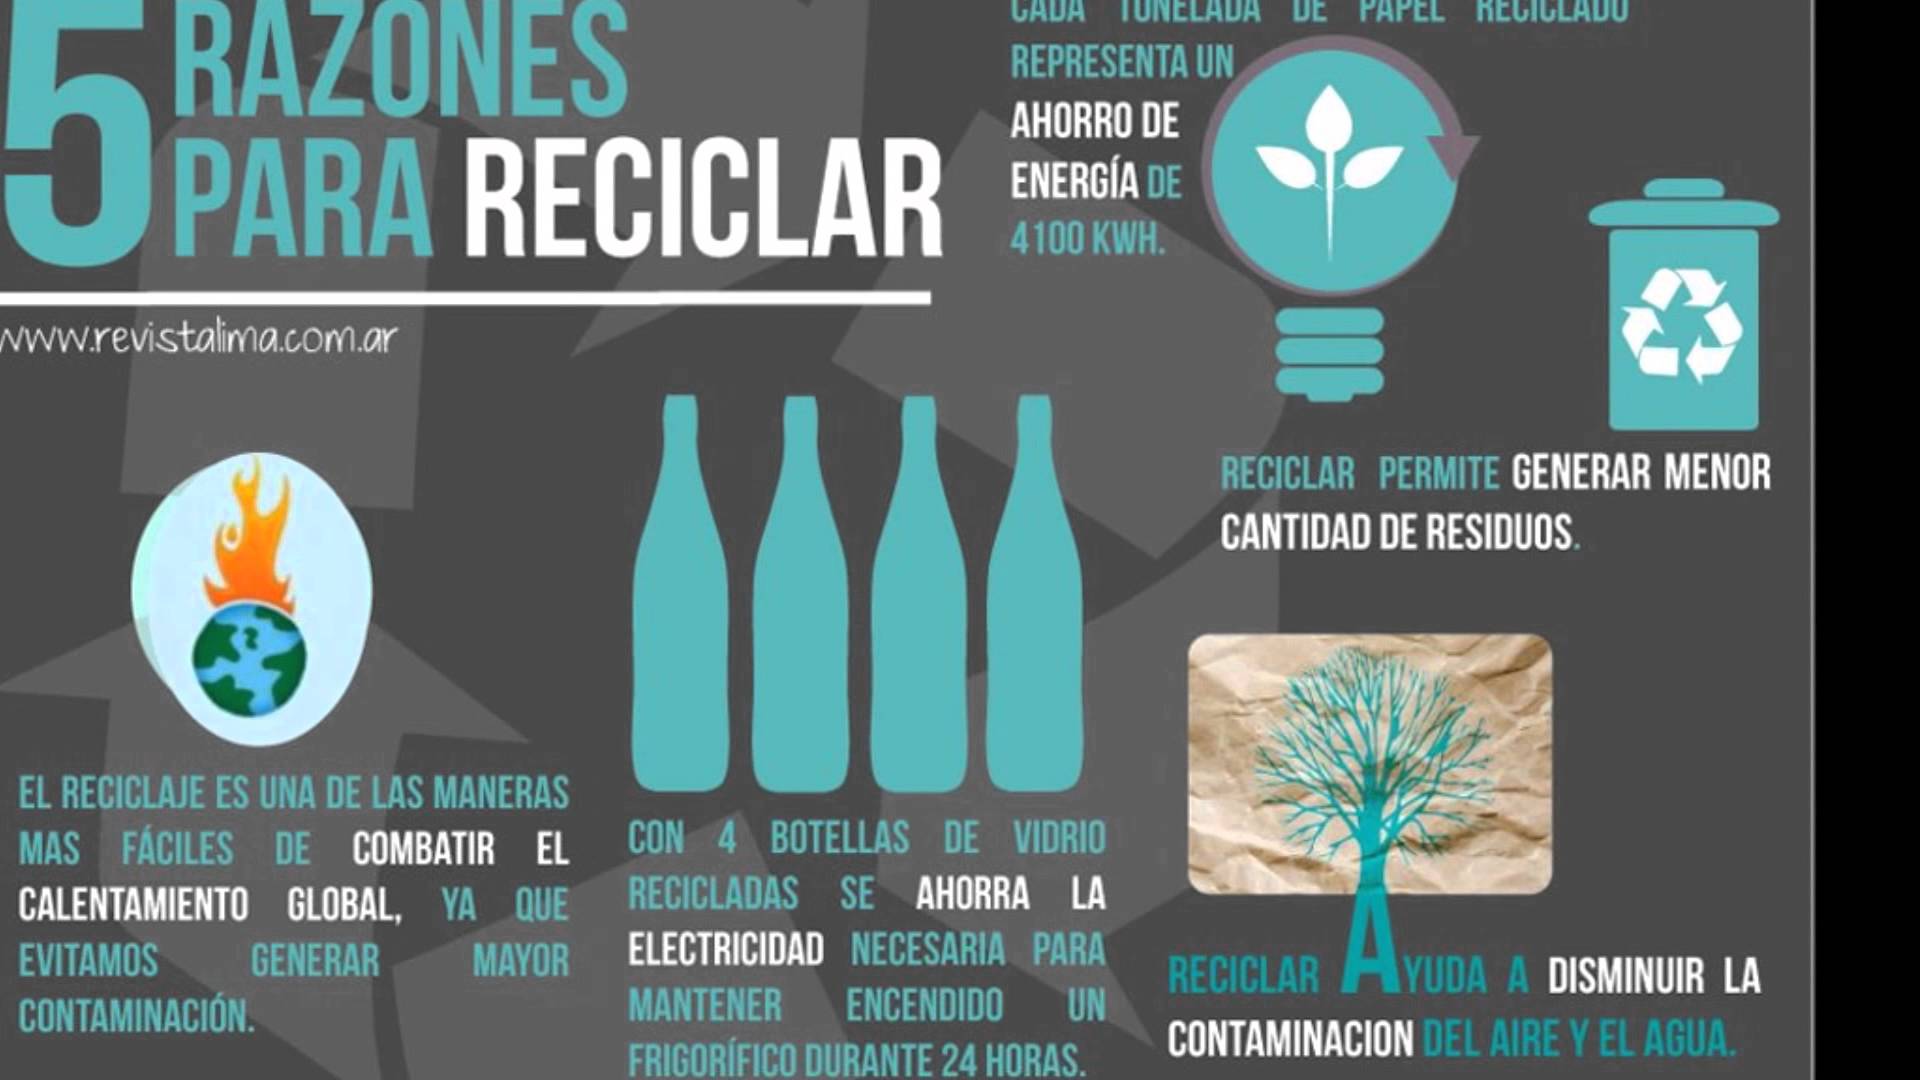 5 RAZONES
PARA RECICLAR
www.revistalima.com.ar
CADA TONELADA DE PAPEL RECICLADO
REPRESENTA UN
AHORRO DE
ENERGÍA DE
4100 KWH.
RECICLAR PERMITE GENERAR MENOR
CANTIDAD DE RESIDUOS.
EL RECICLAJE ES UNA DE LAS MANERAS
MAS FÁCILES DE COMBATIR EL
CALENTAMIENTO GLOBAL, YA QUE
EVITAMOS GENERAR MAYOR
CONTAMINACIÓN.
CON 4 BOTELLAS DE VIDRIO
RECICLADAS SE AHORRA LA
ELECTRICIDAD NECESARIA PARA
MANTENER ENCENDIDO UN
FRIGORÍFICO DURANTE 24 HORAS.
RECICLAR AYUDA A DISMINUIR LA
CONTAMINACION DEL AIRE Y EL AGUA.